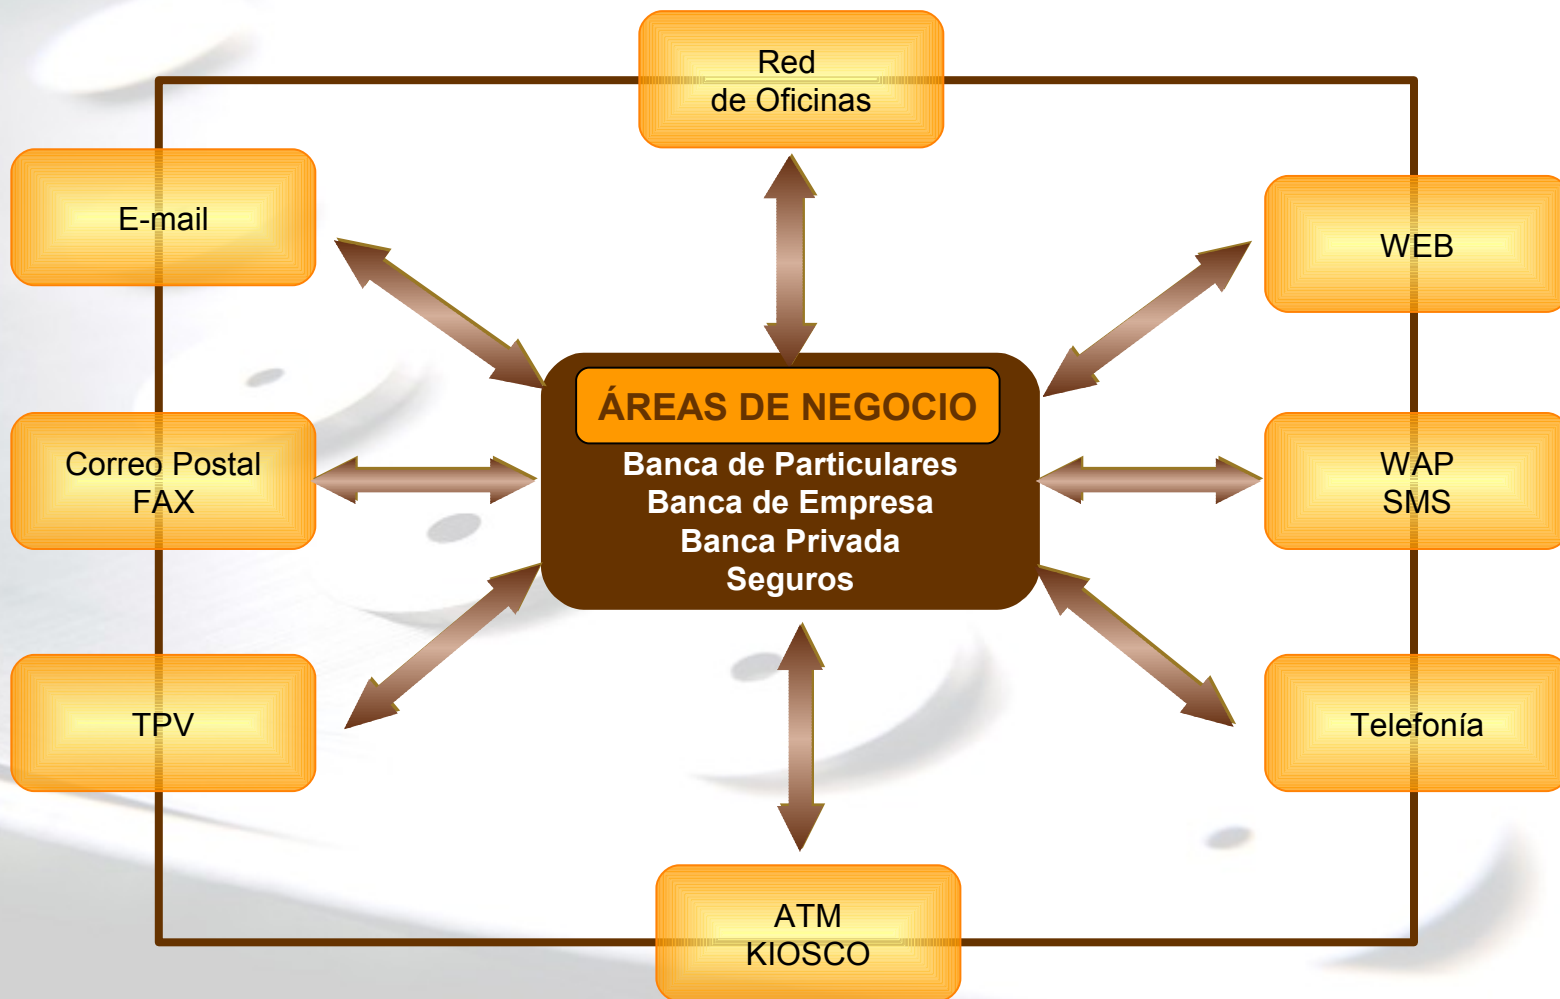 Red
de Oficinas
E-mail
WEB
ÁREAS DE NEGOCIO
Banca de Particulares
Banca de Empresa
Banca Privada
Seguros
Correo Postal
FAX
WAP
SMS
TPV
Telefonía
ATM
KIOSCO